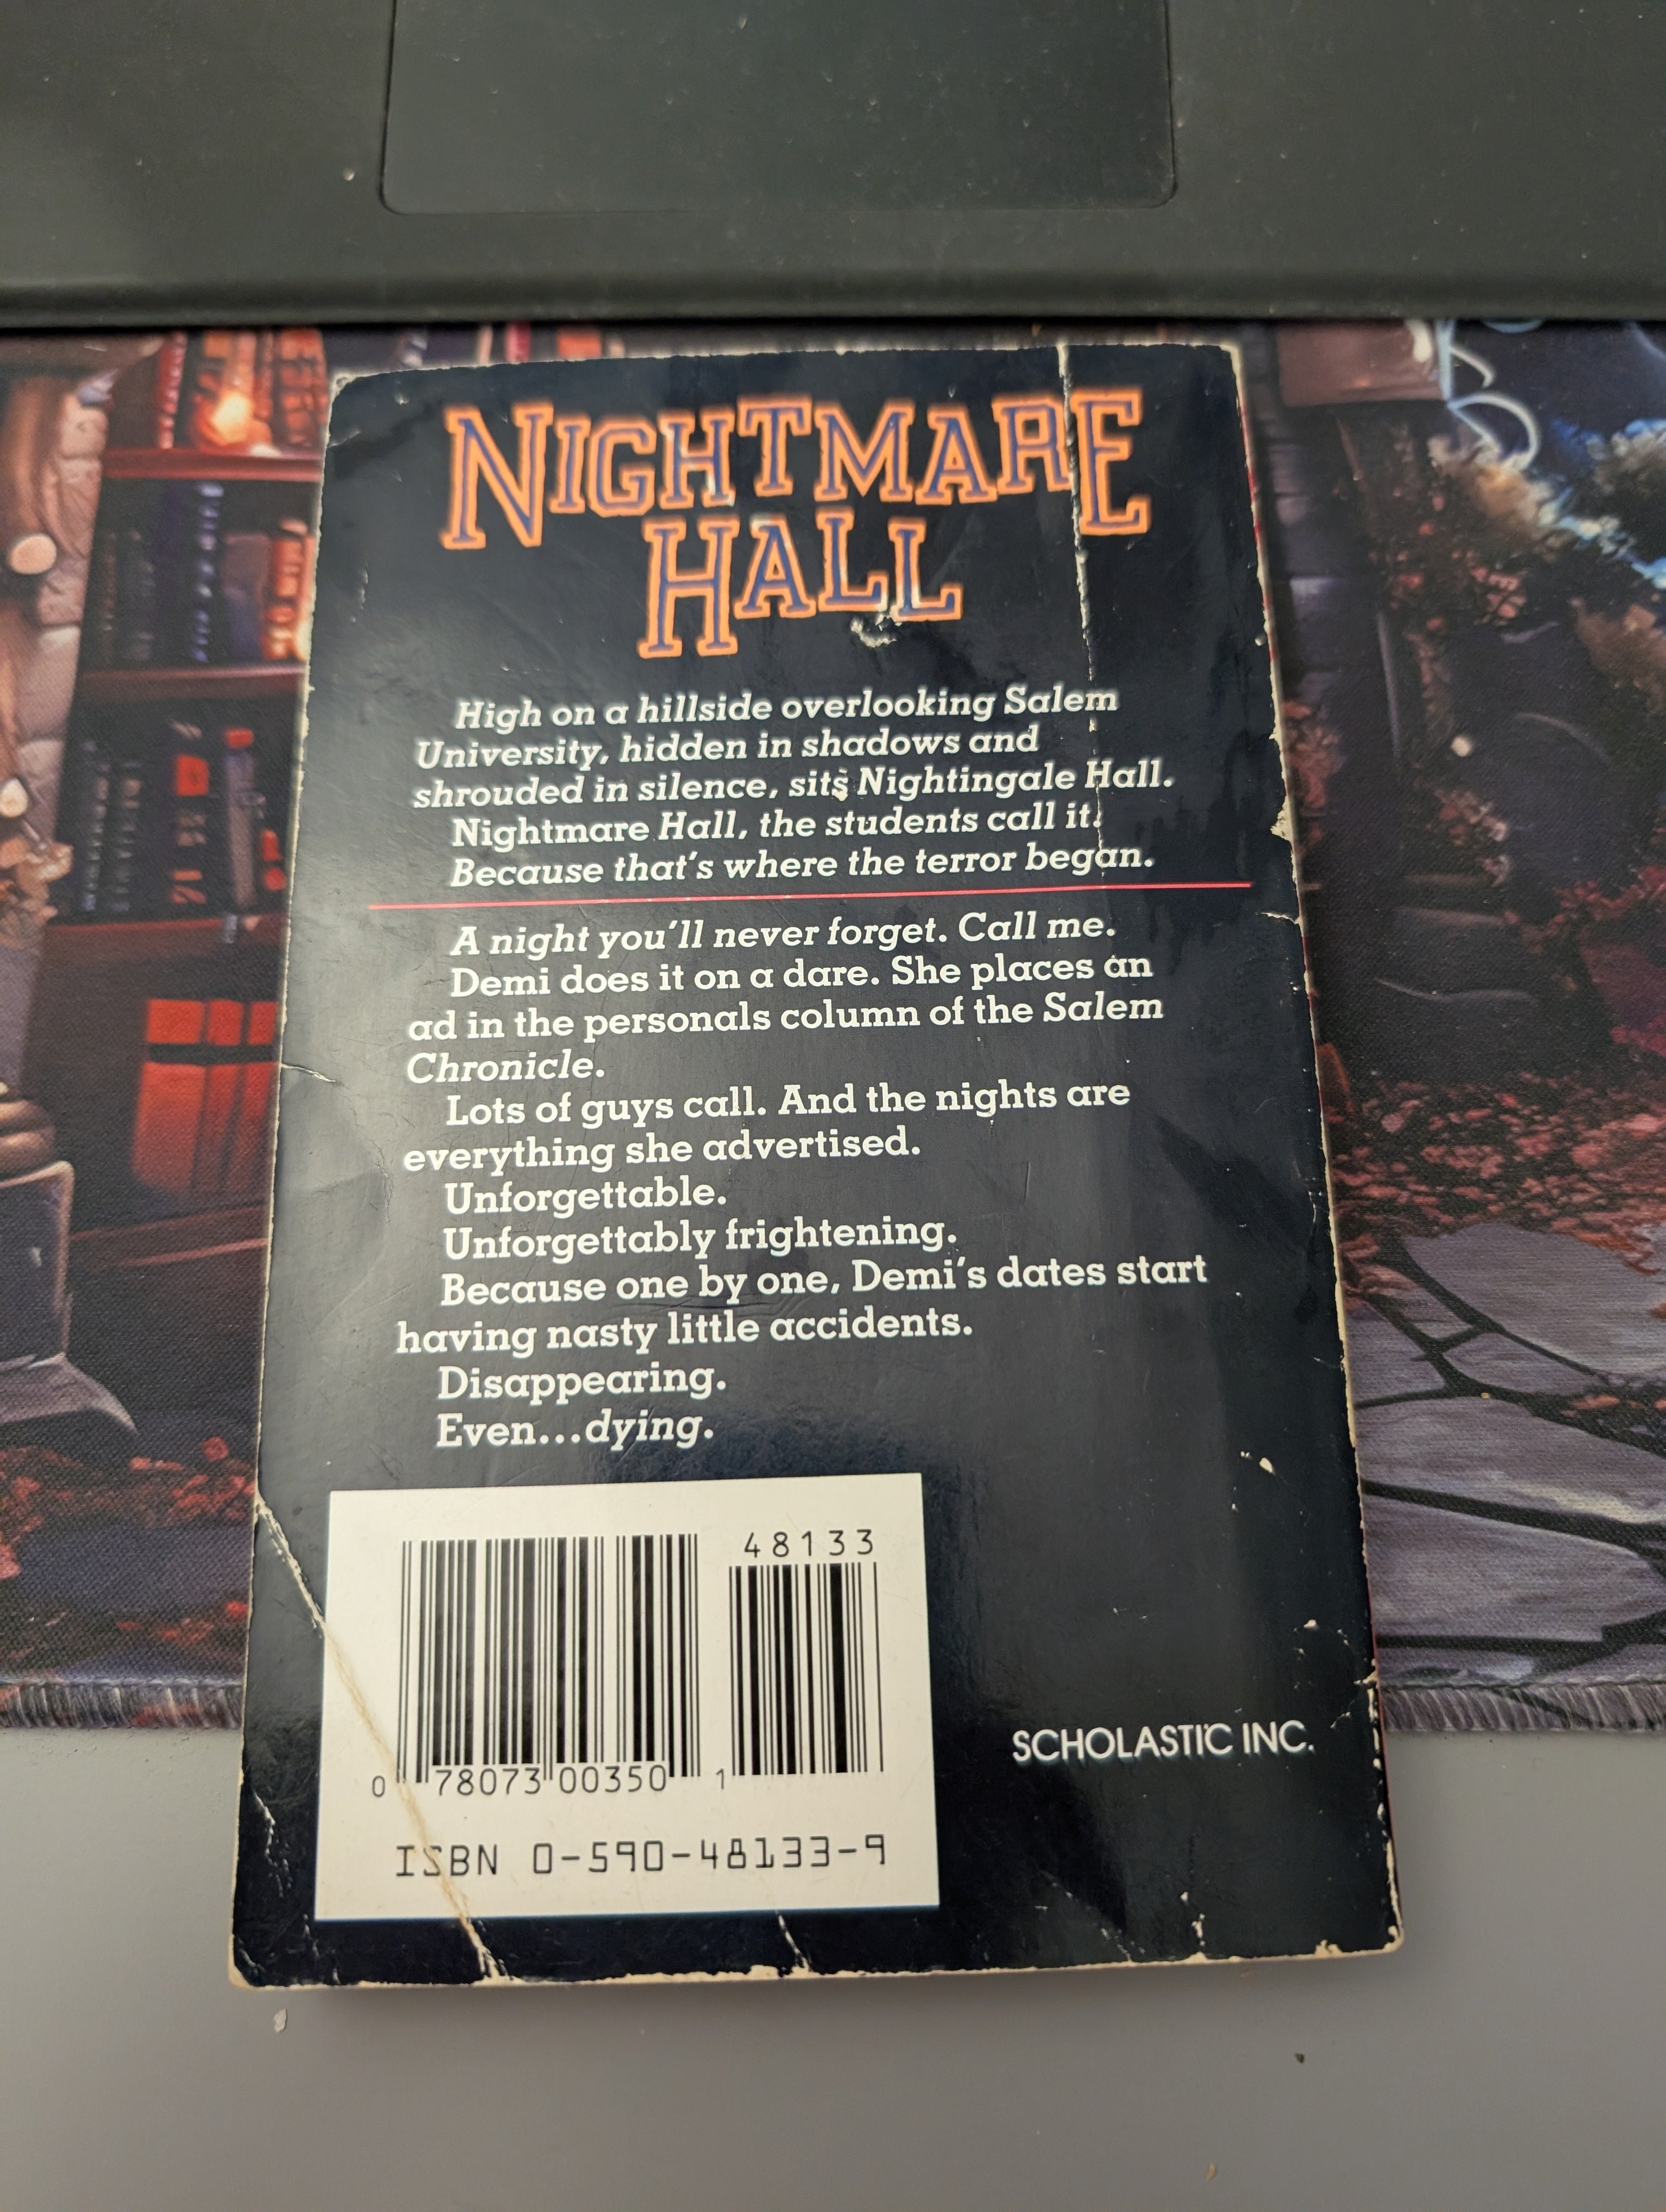 NIGHTMARE
HALL
High on a hillside overlooking Salem
University, hidden in shadows and
shrouded in silence, sits Nightingale Hall.
Nightmare Hall, the students call it.
Because that's where the terror began.
A night you'll never forget. Call me.
Demi does it on a dare. She places an
ad in the personals column of the Salem
Chronicle.
Lots of guys call. And the nights are
everything she advertised.
Unforgettable.
Unforgettably frightening.
Because one by one, Demi's dates start
having nasty little accidents.
Disappearing.
Even...dying.
48133
0 78073 00350 1
ISBN 0-590-48133-9
SCHOLASTIC INC.